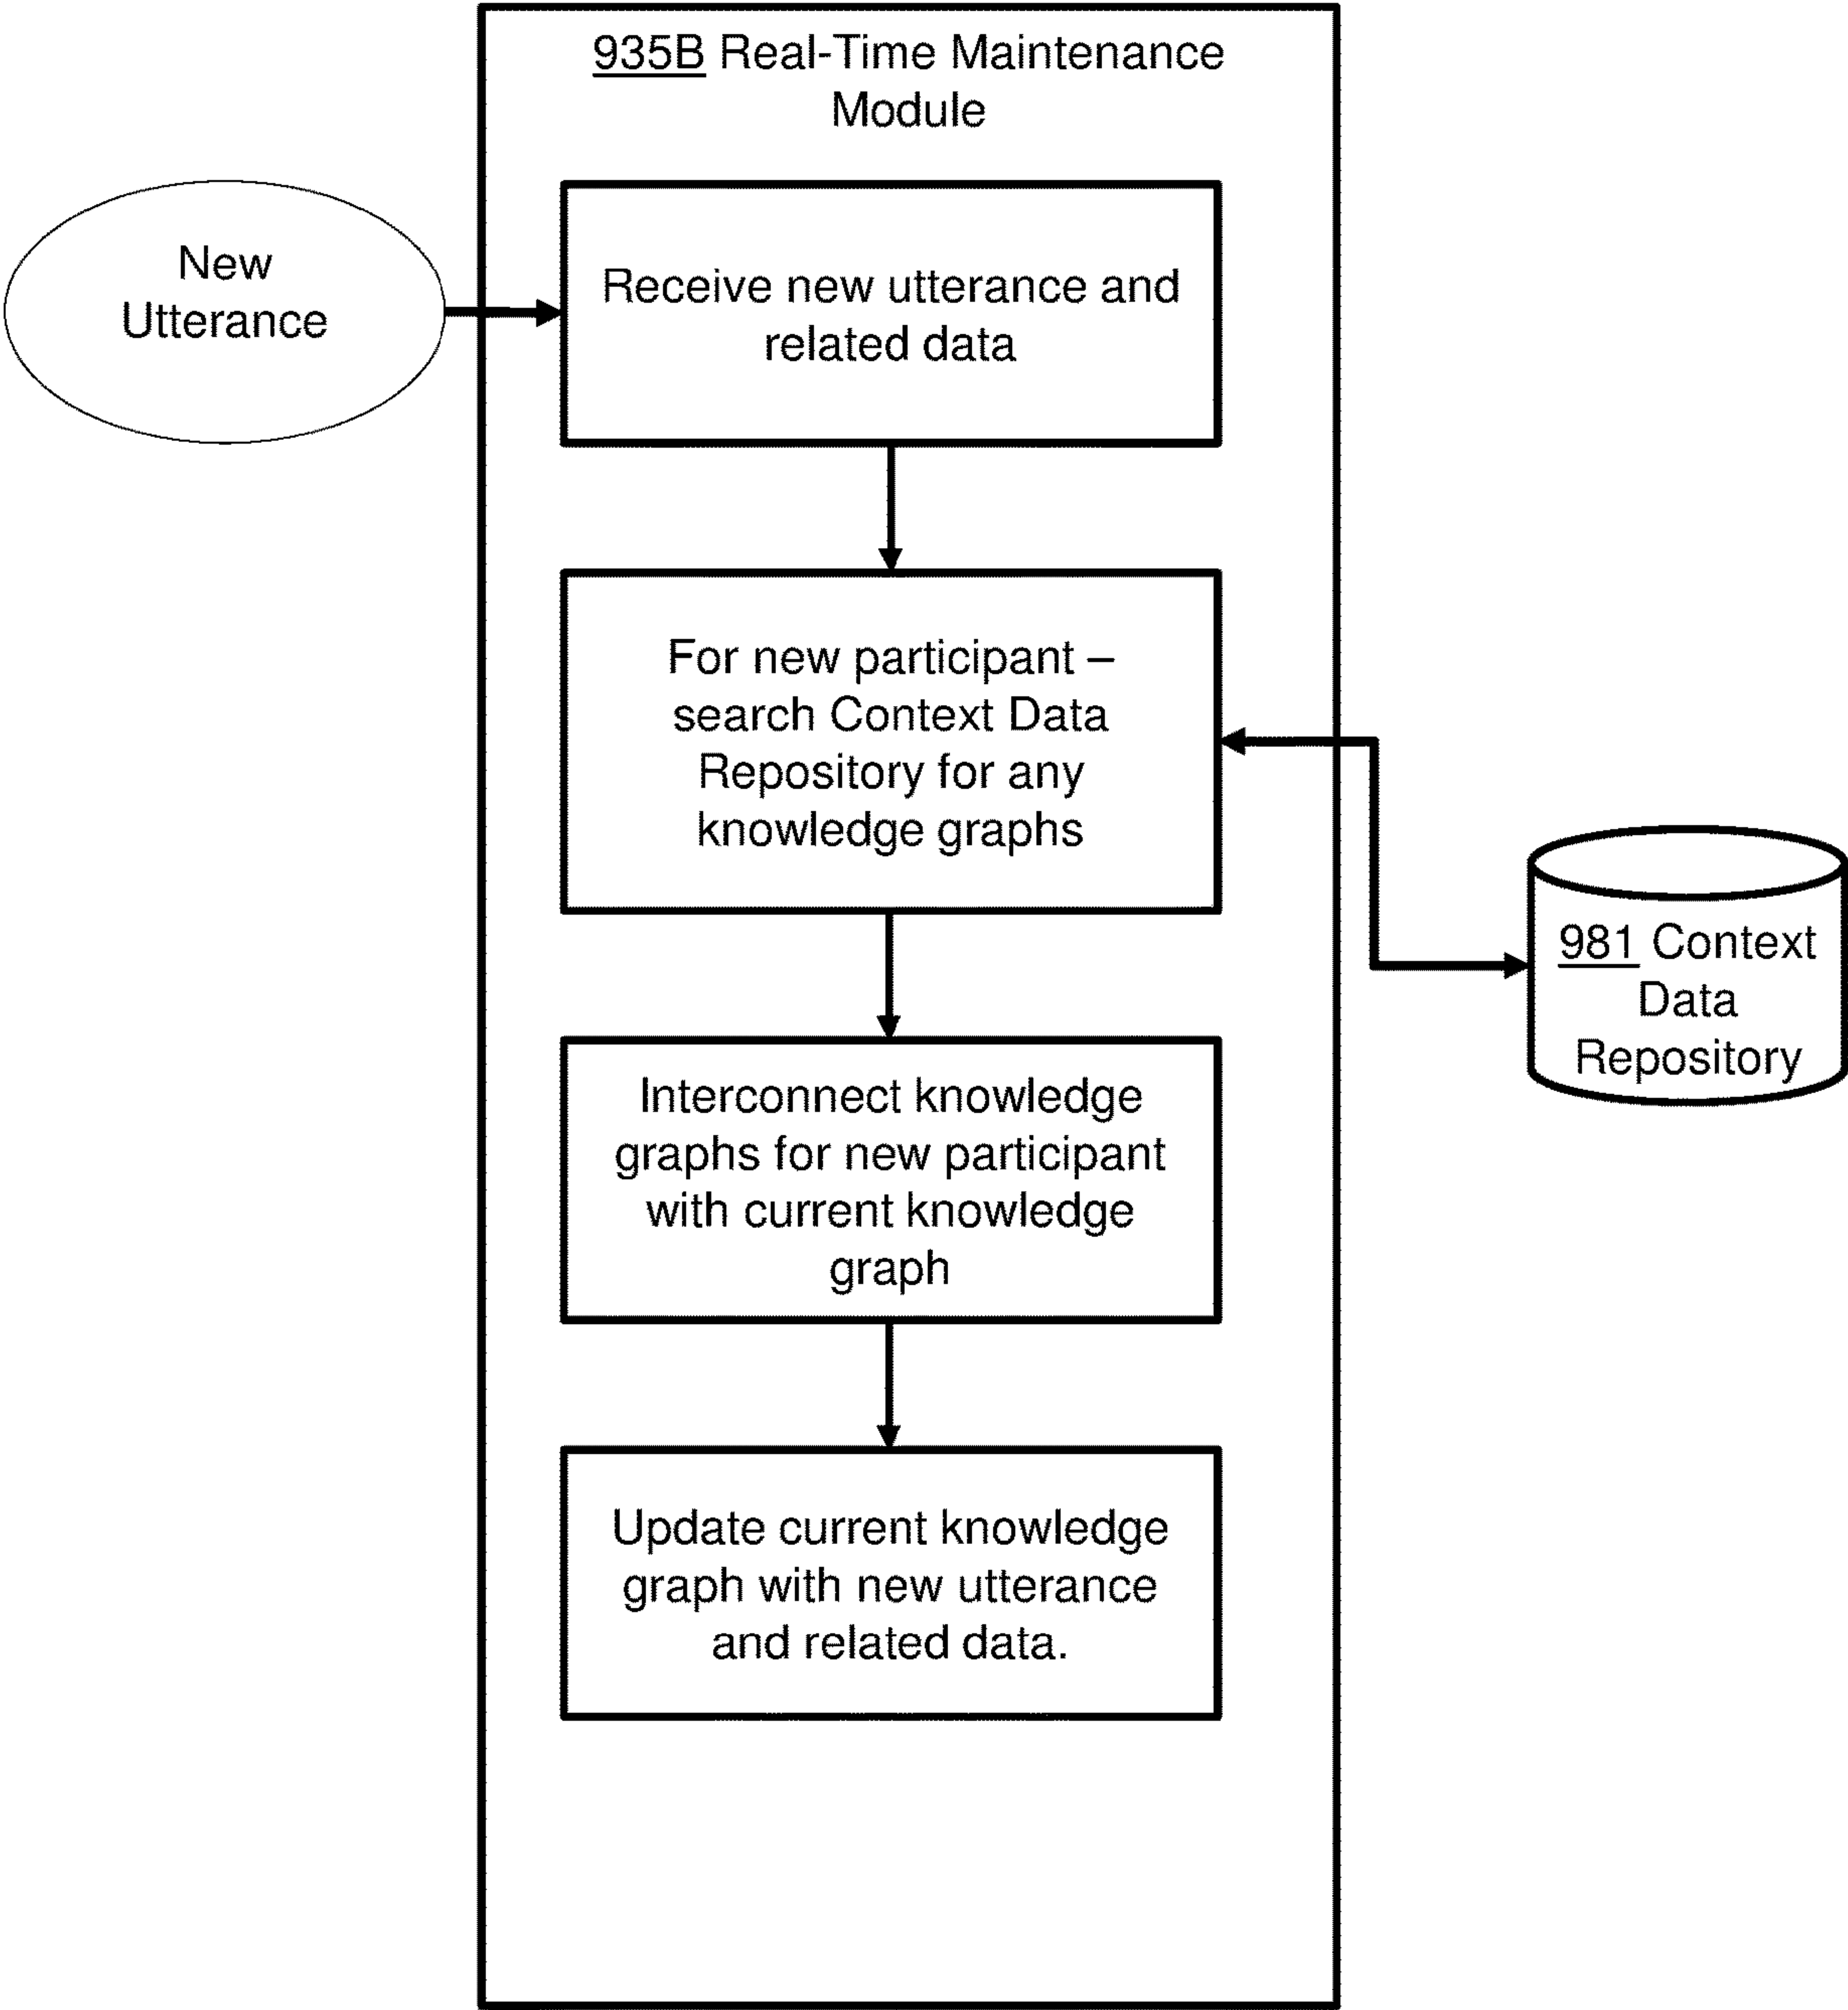 935B Real-Time Maintenance
Module
New
Utterance
Receive new utterance and
related data
For new participant –
search Context Data
Repository for any
knowledge graphs
981 Context
Data
Repository
Interconnect knowledge
graphs for new participant
with current knowledge
graph
Update current knowledge
graph with new utterance
and related data.